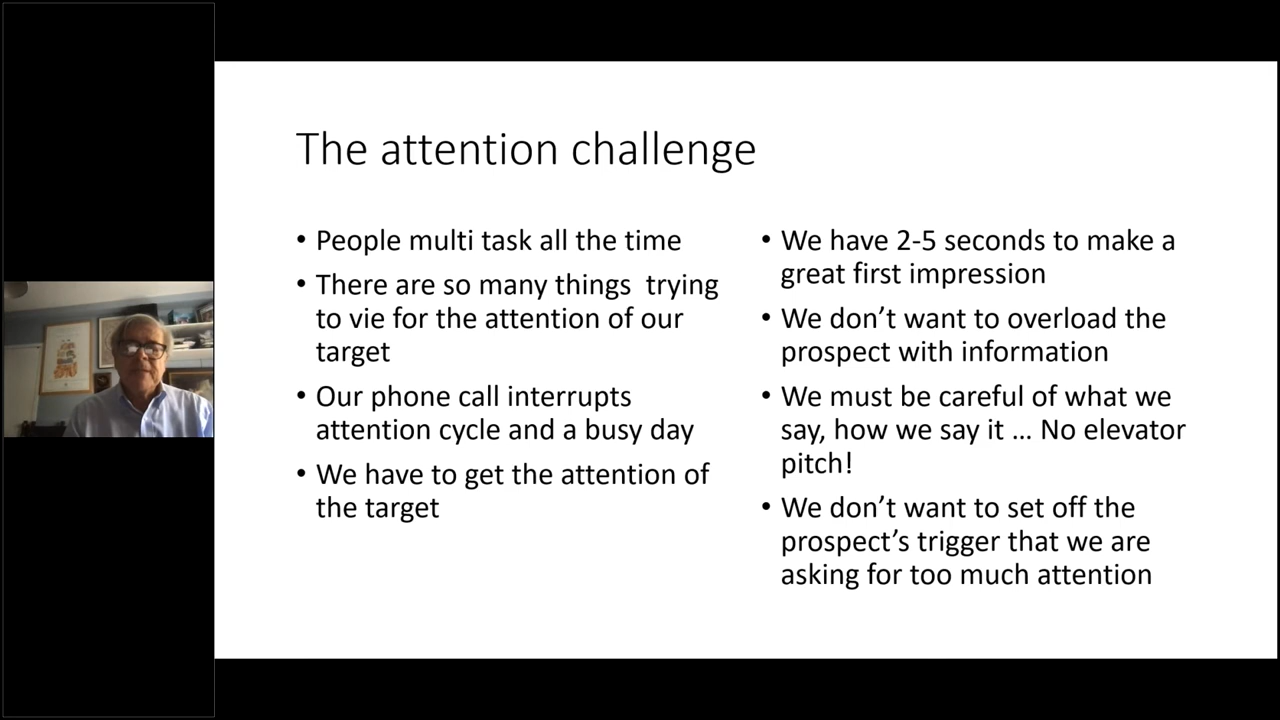 The attention challenge
• People multi task all the time
• There are so many things  trying
to vie for the attention of our
target
• Our phone call interrupts
attention cycle and a busy day
• We have to get the attention of
the target
• We have 2-5 seconds to make a
great first impression
• We don’t want to overload the
prospect with information
• We must be careful of what we
say, how we say it … No elevator
pitch!
• We don’t want to set off the
prospect’s trigger that we are
asking for too much attention